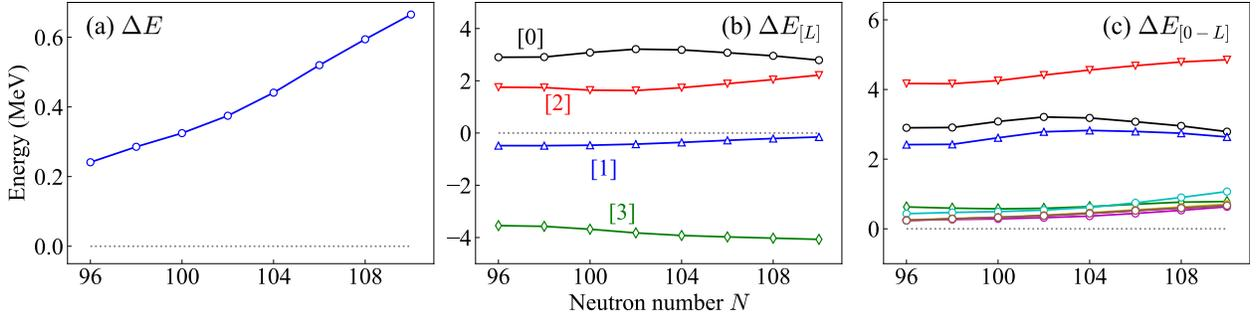 (a) ΔE
Energy (MeV)
0.6
0.4
0.2
0.0
96 100 104 108
(b) ΔE[L]
4
2
0
−2
−4
[0]
[2]
[1]
[3]
96 100 104 108
Neutron number N
(c) ΔE[0−L]
6
4
2
0
96 100 104 108